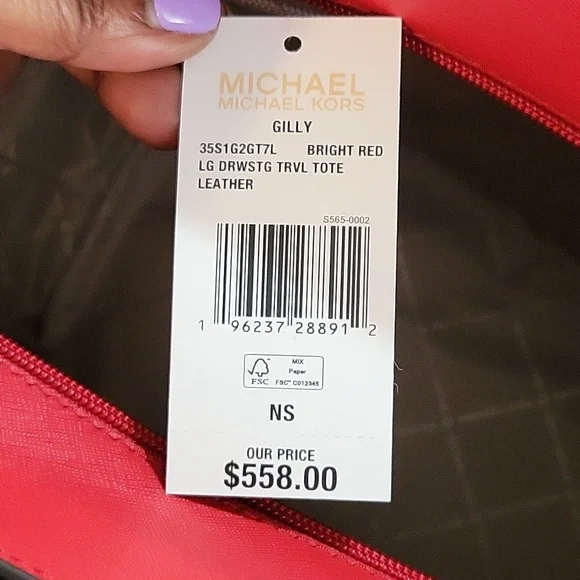 MICHAEL
MICHAEL KORS
GILLY
35S1G2GT7L BRIGHT RED
LG DRWSTG TRVL TOTE
LEATHER
S565-0002
1 96237 28891 2
FSC
MIX
Paper
FSC™ C012345
NS
OUR PRICE
$558.00